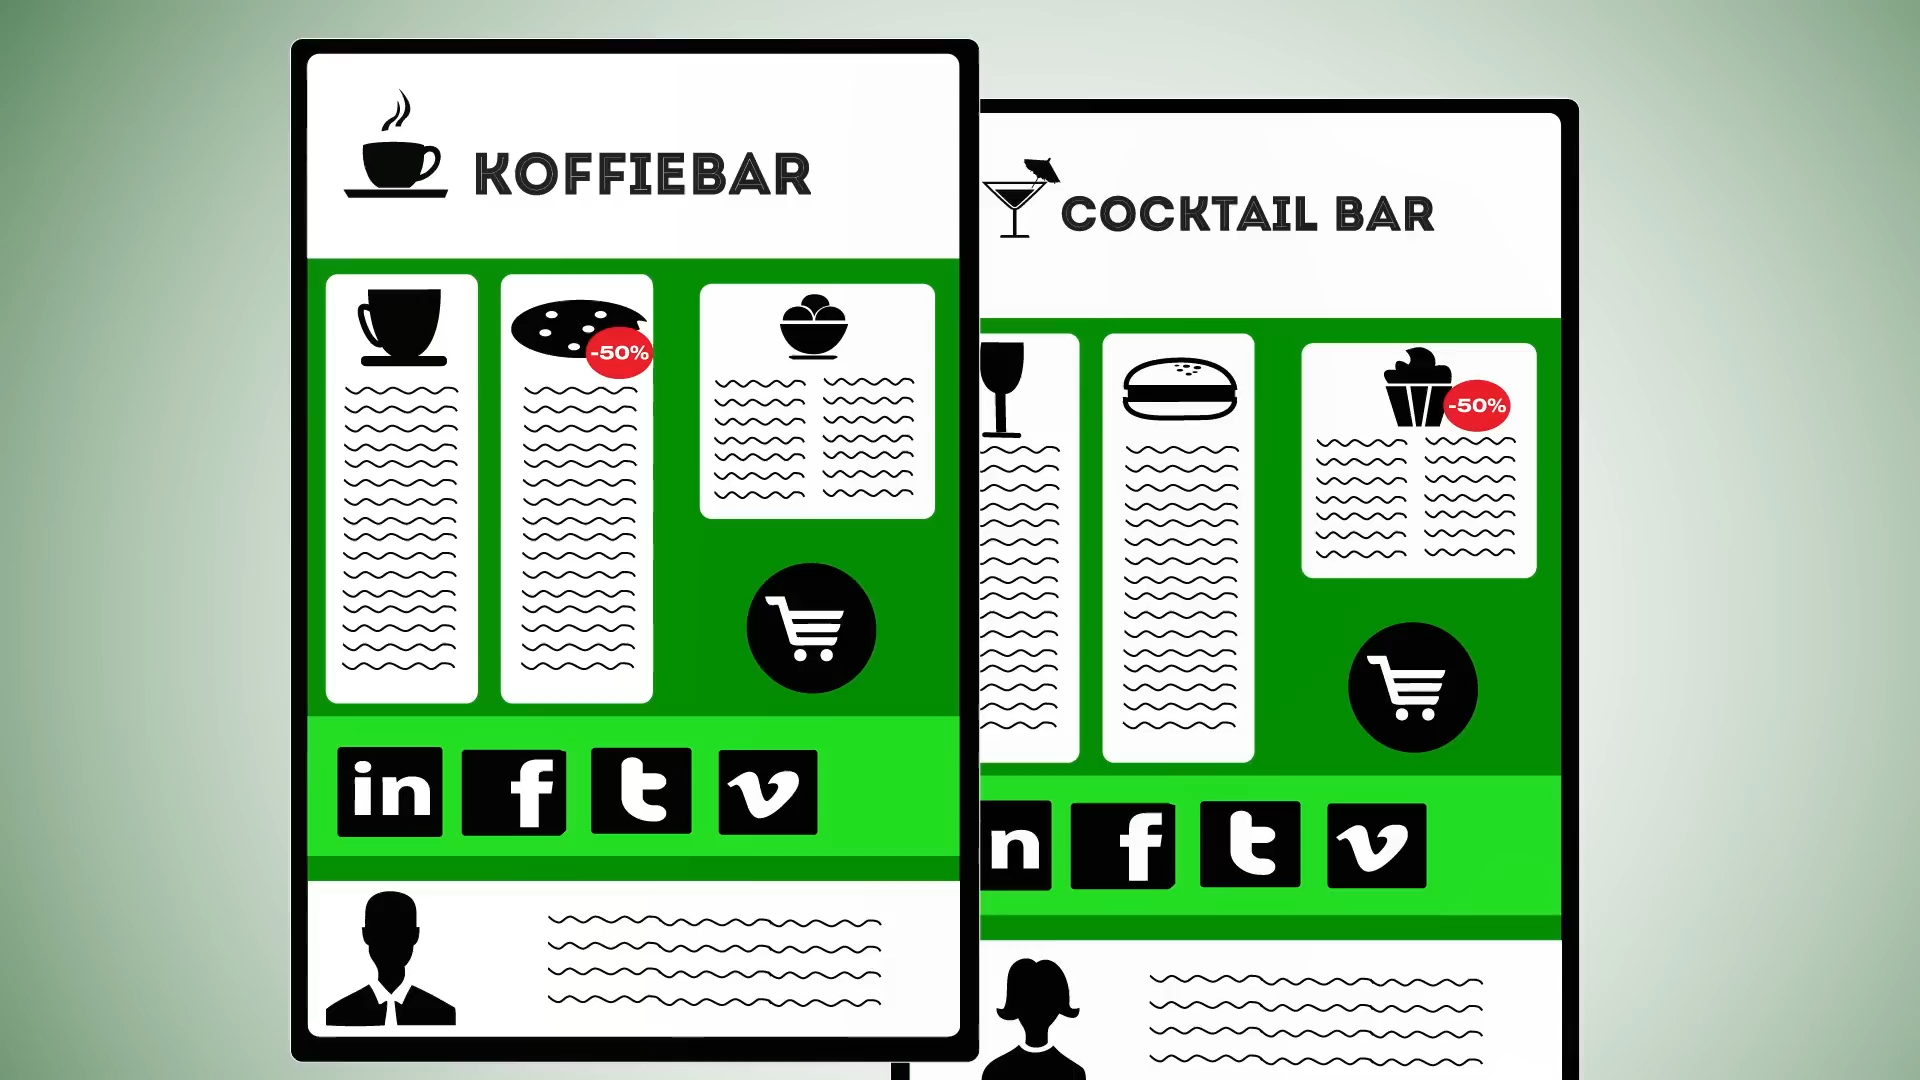 KOFFIEBAR
-50%
in f t v
COCKTAIL BAR
-50%
n f t v